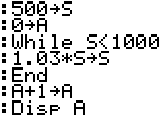 :500→S
:0→A
:While S<1000
:1.03*S→S
:End
:A+1→A
:Disp A